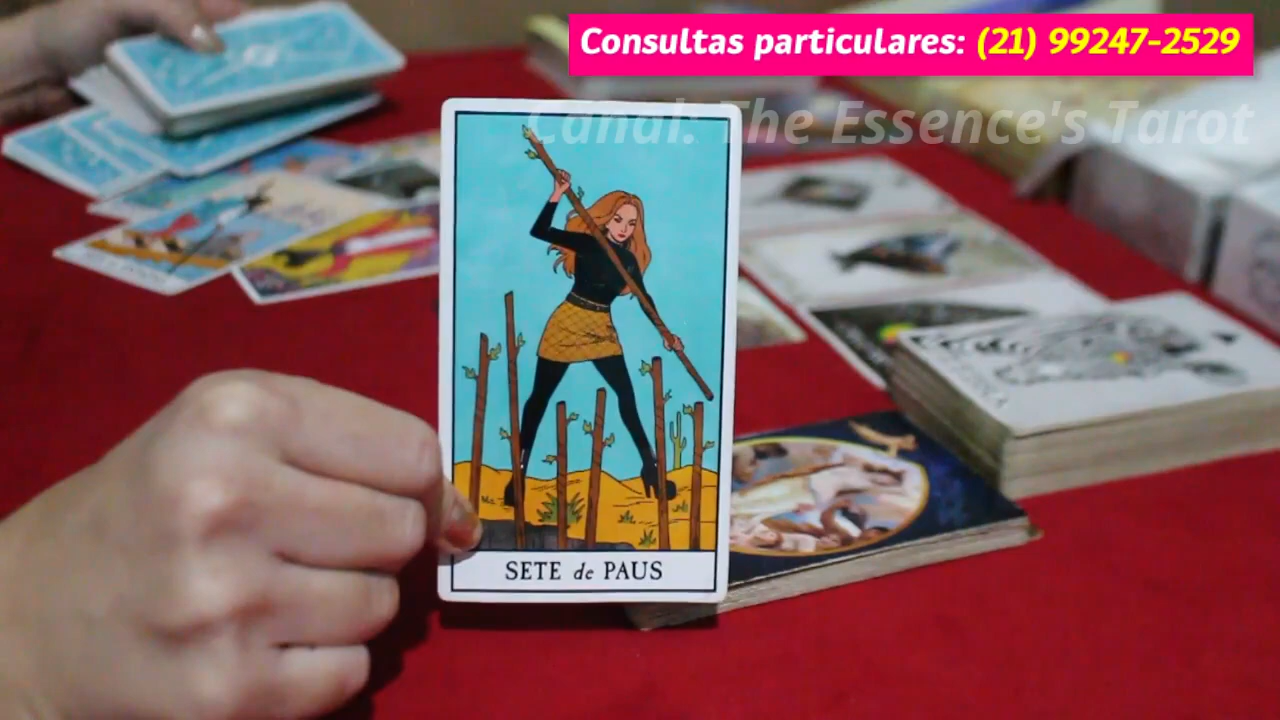 Consultas particulares: (21) 99247-2529
Canal: The Essence's Tarot
SETE de PAUS